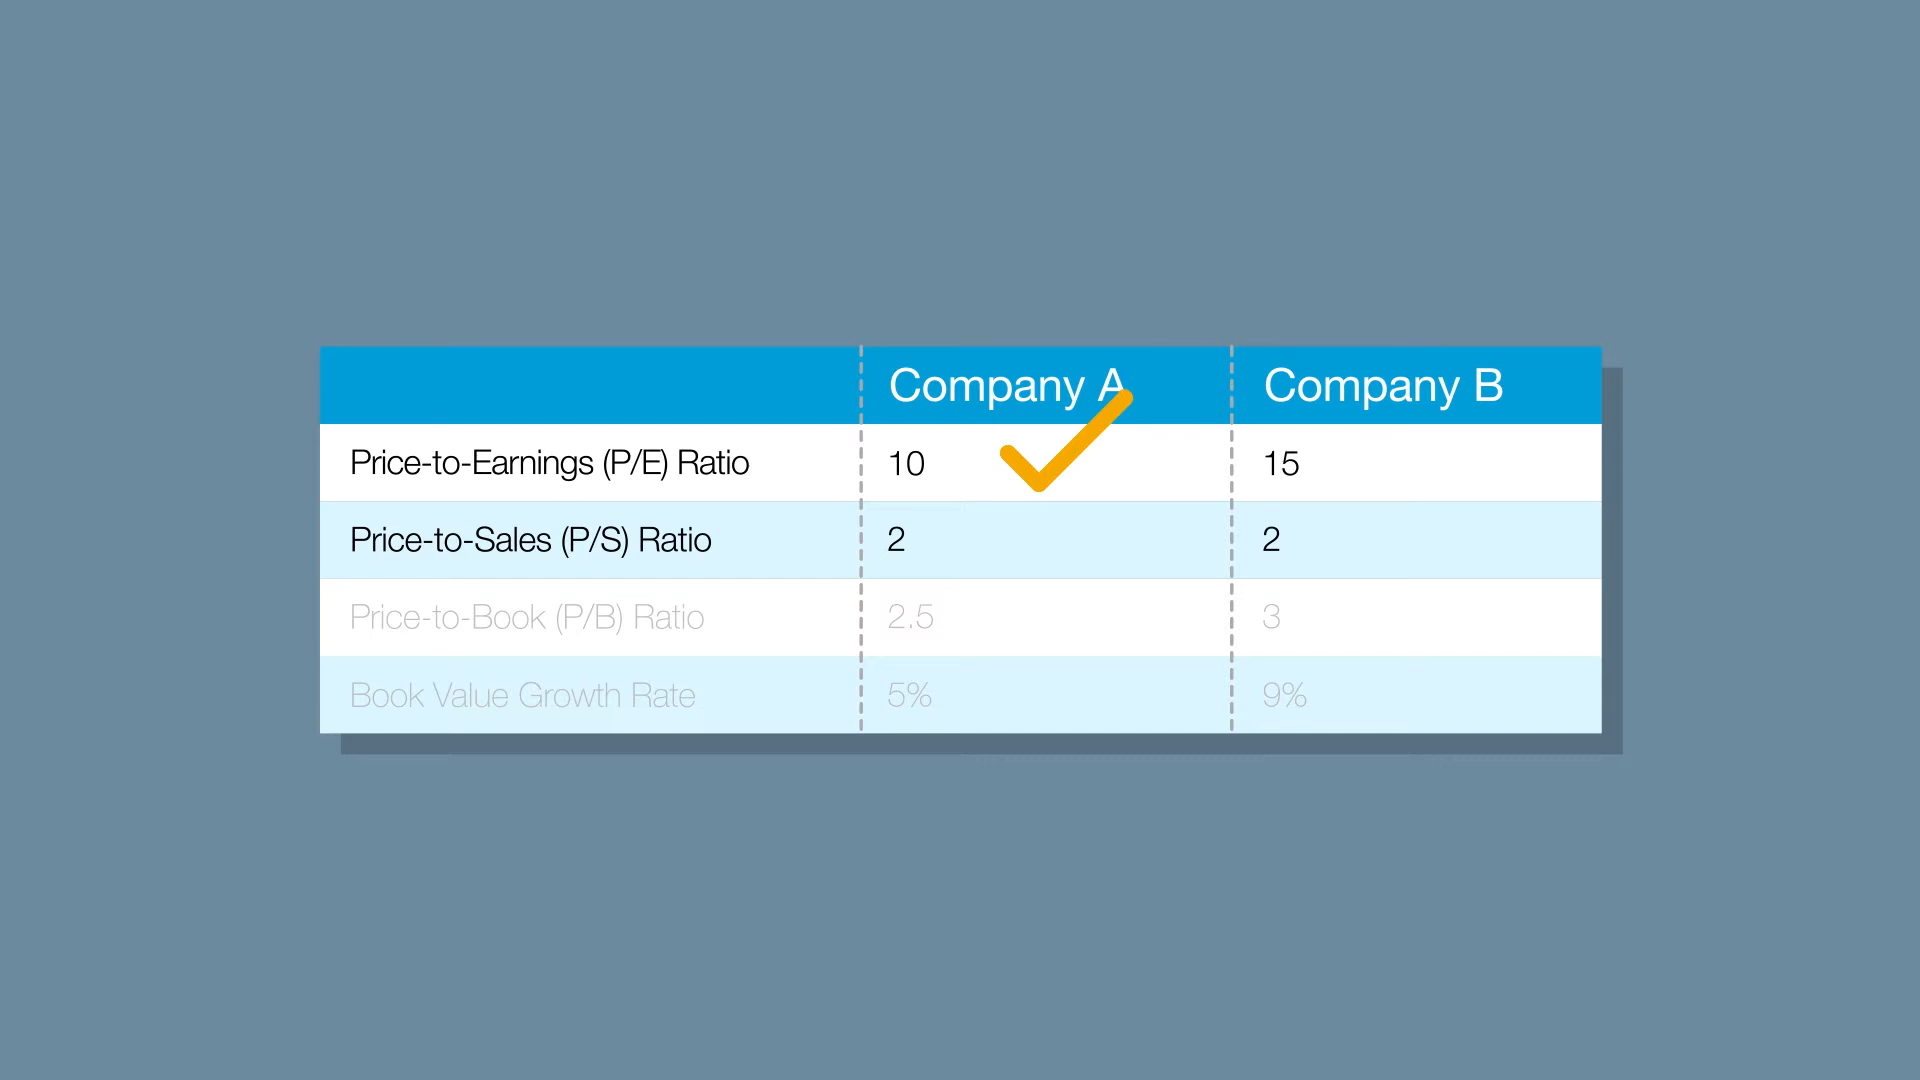 Company A Company B
Price-to-Earnings (P/E) Ratio 10 15
Price-to-Sales (P/S) Ratio 2 2
Price-to-Book (P/B) Ratio 2.5 3
Book Value Growth Rate 5% 9%